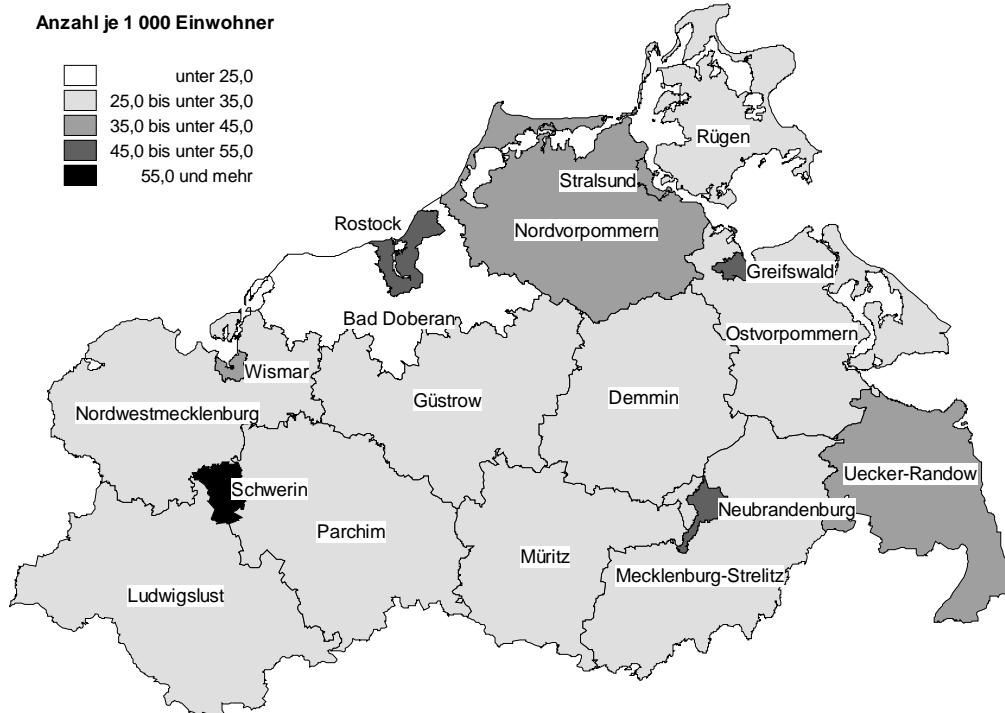 Anzahl je 1 000 Einwohner
unter 25,0
25,0 bis unter 35,0
35,0 bis unter 45,0
45,0 bis unter 55,0
55,0 und mehr
Rügen
Stralsund
Rostock
Nordvorpommern
Greifswald
Bad Doberan
Ostvorpommern
Wismar
Güstrow
Demmin
Nordwestmecklenburg
Uecker-Randow
Schwerin
Neubrandenburg
Parchim
Müritz
Mecklenburg-Strelitz
Ludwigslust